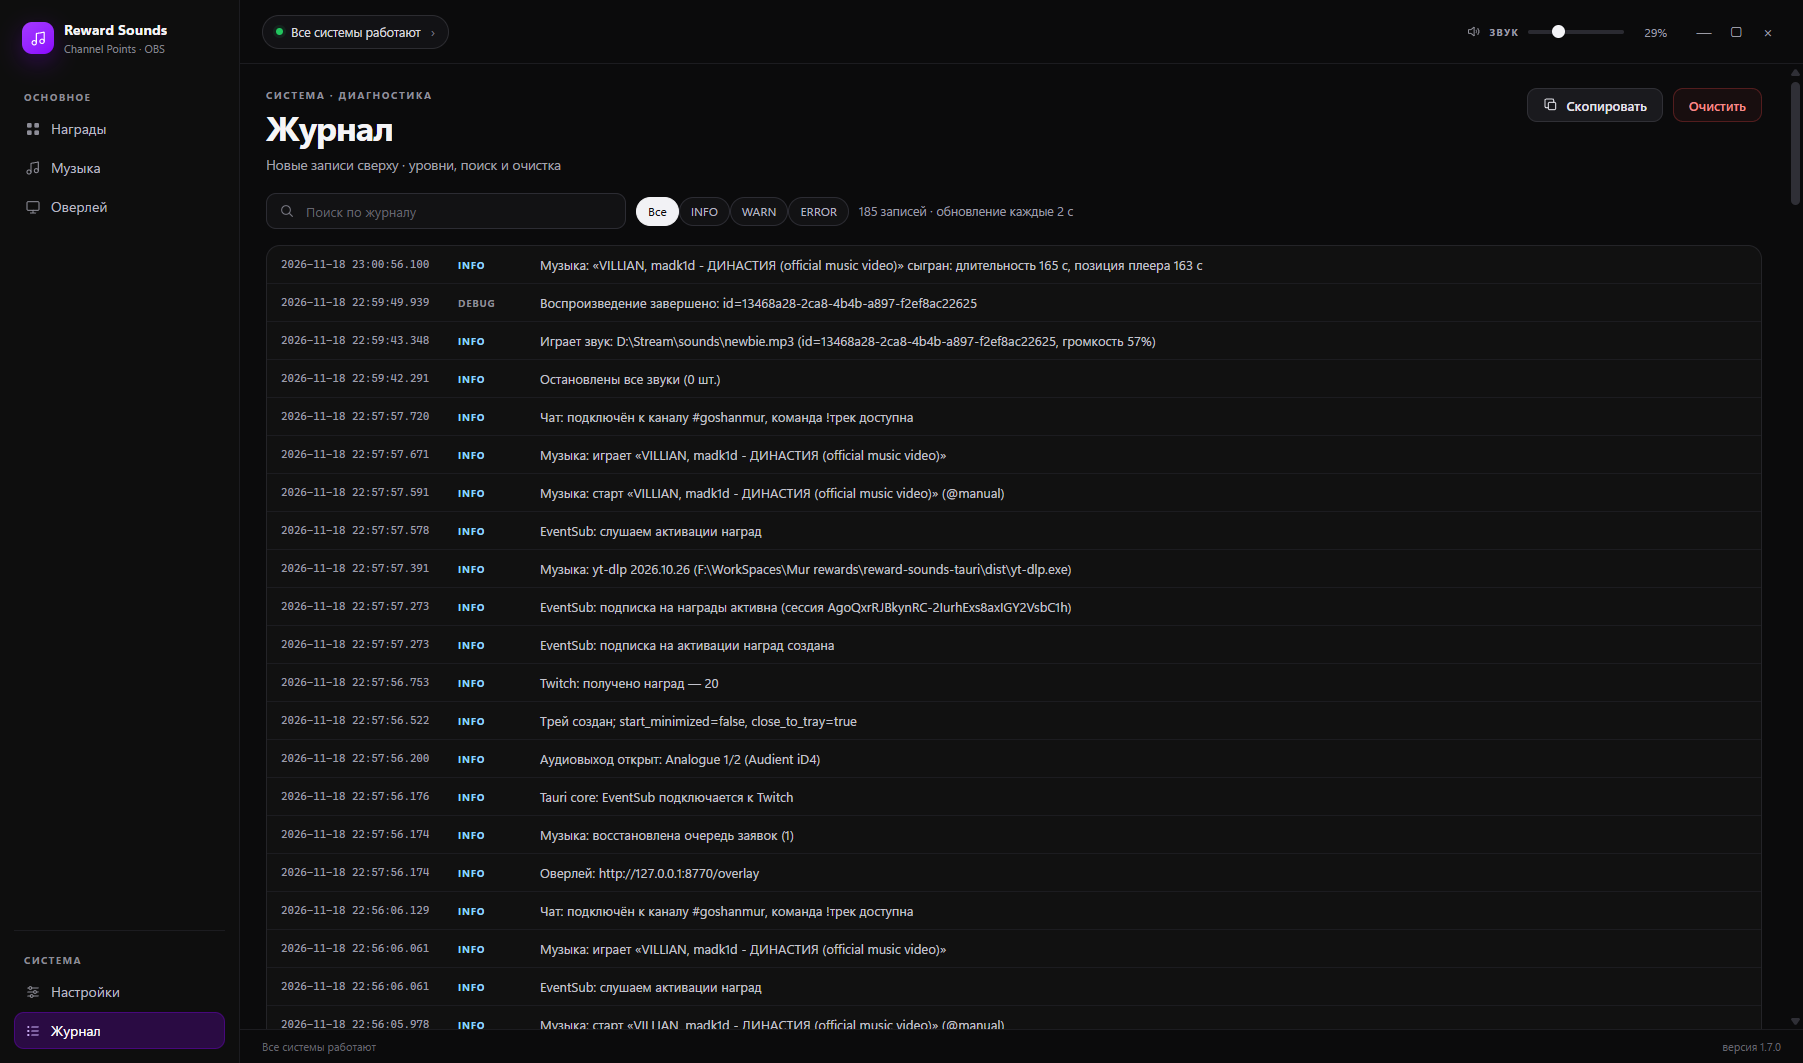 Reward Sounds
Channel Points · OBS
ОСНОВНОЕ
Награды
Музыка
Оверлей
СИСТЕМА
Настройки
Журнал
Все системы работают ›
ЗВУК 29%
СИСТЕМА · ДИАГНОСТИКА
Журнал
Новые записи сверху · уровни, поиск и очистка
Скопировать Очистить
Поиск по журналу Все INFO WARN ERROR 185 записей · обновление каждые 2 с
2026-11-18 23:00:56.100 INFO Музыка: «VILLIAN, madk1d - ДИНАСТИЯ (official music video)» сыгран: длительность 165 с, позиция плеера 163 с
2026-11-18 22:59:49.939 DEBUG Воспроизведение завершено: id=13468a28-2ca8-4b4b-a897-f2ef8ac22625
2026-11-18 22:59:43.348 INFO Играет звук: D:\Stream\sounds\newbie.mp3 (id=13468a28-2ca8-4b4b-a897-f2ef8ac22625, громкость 57%)
2026-11-18 22:59:42.291 INFO Остановлены все звуки (0 шт.)
2026-11-18 22:57:57.720 INFO Чат: подключён к каналу #goshanmur, команда !трек доступна
2026-11-18 22:57:57.671 INFO Музыка: играет «VILLIAN, madk1d - ДИНАСТИЯ (official music video)»
2026-11-18 22:57:57.591 INFO Музыка: старт «VILLIAN, madk1d - ДИНАСТИЯ (official music video)» (@manual)
2026-11-18 22:57:57.578 INFO EventSub: слушаем активации наград
2026-11-18 22:57:57.391 INFO Музыка: yt-dlp 2026.10.26 (F:\WorkSpaces\Mur rewards\reward-sounds-tauri\dist\yt-dlp.exe)
2026-11-18 22:57:57.273 INFO EventSub: подписка на награды активна (сессия AgoQxrRJBkynRC-2IurhExs8axIGY2VsbC1h)
2026-11-18 22:57:57.273 INFO EventSub: подписка на активации наград создана
2026-11-18 22:57:56.753 INFO Twitch: получено наград — 20
2026-11-18 22:57:56.522 INFO Трей создан; start_minimized=false, close_to_tray=true
2026-11-18 22:57:56.200 INFO Аудиовыход открыт: Analogue 1/2 (Audient iD4)
2026-11-18 22:57:56.176 INFO Tauri core: EventSub подключается к Twitch
2026-11-18 22:57:56.174 INFO Музыка: восстановлена очередь заявок (1)
2026-11-18 22:57:56.174 INFO Оверлей: http://127.0.0.1:8770/overlay
2026-11-18 22:56:06.129 INFO Чат: подключён к каналу #goshanmur, команда !трек доступна
2026-11-18 22:56:06.061 INFO Музыка: играет «VILLIAN, madk1d - ДИНАСТИЯ (official music video)»
2026-11-18 22:56:06.061 INFO EventSub: слушаем активации наград
2026-11-18 22:56:05.978 INFO Музыка: старт «VILLIAN, madk1d - ДИНАСТИЯ (official music video)» (@manual)
Все системы работают
версия 1.7.0